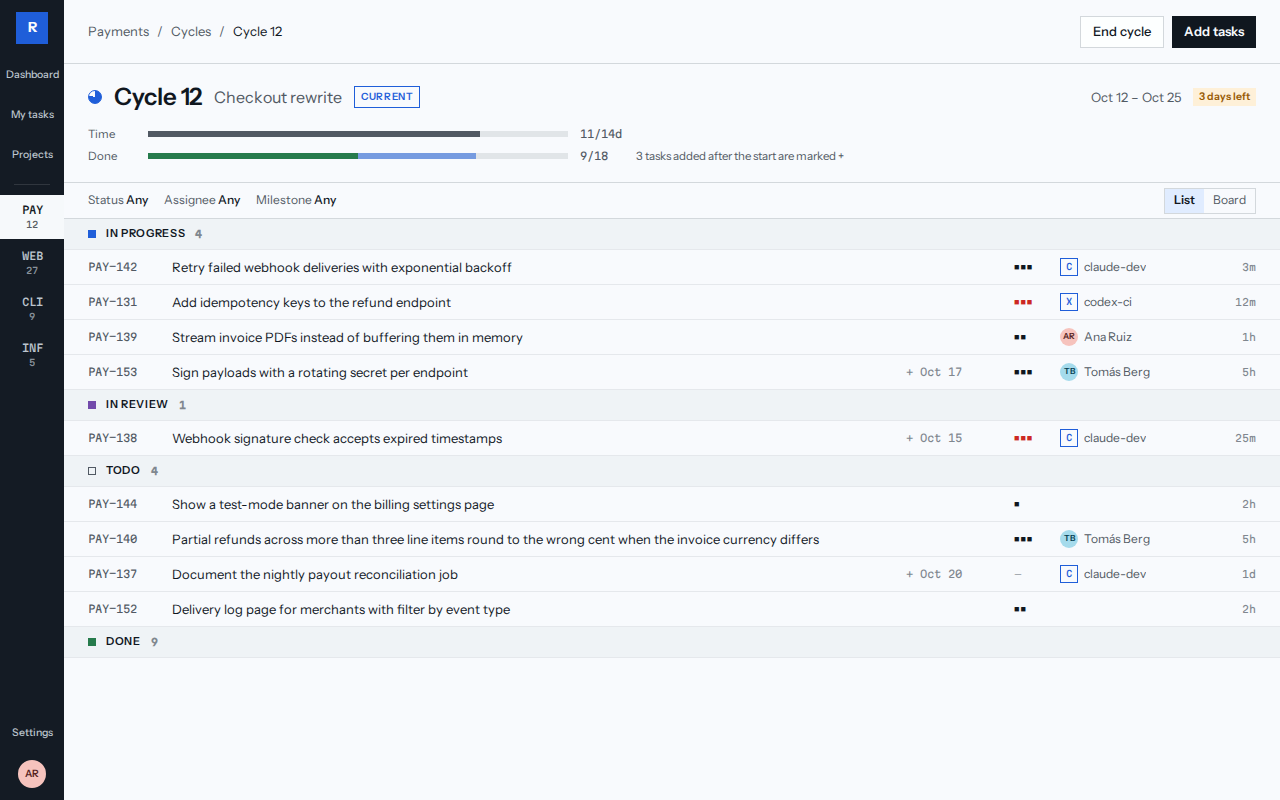 R
Dashboard
My tasks
Projects
PAY
12
WEB
27
CLI
9
INF
5
Settings
AR
Payments / Cycles / Cycle 12
End cycle
Add tasks
Cycle 12 Checkout rewrite CURRENT
Oct 12 – Oct 25 3 days left
Time 11/14d
Done 9/18 3 tasks added after the start are marked +
Status Any Assignee Any Milestone Any
List Board
IN PROGRESS 4
PAY-142 Retry failed webhook deliveries with exponential backoff C claude-dev 3m
PAY-131 Add idempotency keys to the refund endpoint X codex-ci 12m
PAY-139 Stream invoice PDFs instead of buffering them in memory AR Ana Ruiz 1h
PAY-153 Sign payloads with a rotating secret per endpoint + Oct 17 TB Tomás Berg 5h
IN REVIEW 1
PAY-138 Webhook signature check accepts expired timestamps + Oct 15 C claude-dev 25m
TODO 4
PAY-144 Show a test-mode banner on the billing settings page 2h
PAY-140 Partial refunds across more than three line items round to the wrong cent when the invoice currency differs TB Tomás Berg 5h
PAY-137 Document the nightly payout reconciliation job + Oct 20 – C claude-dev 1d
PAY-152 Delivery log page for merchants with filter by event type 2h
DONE 9